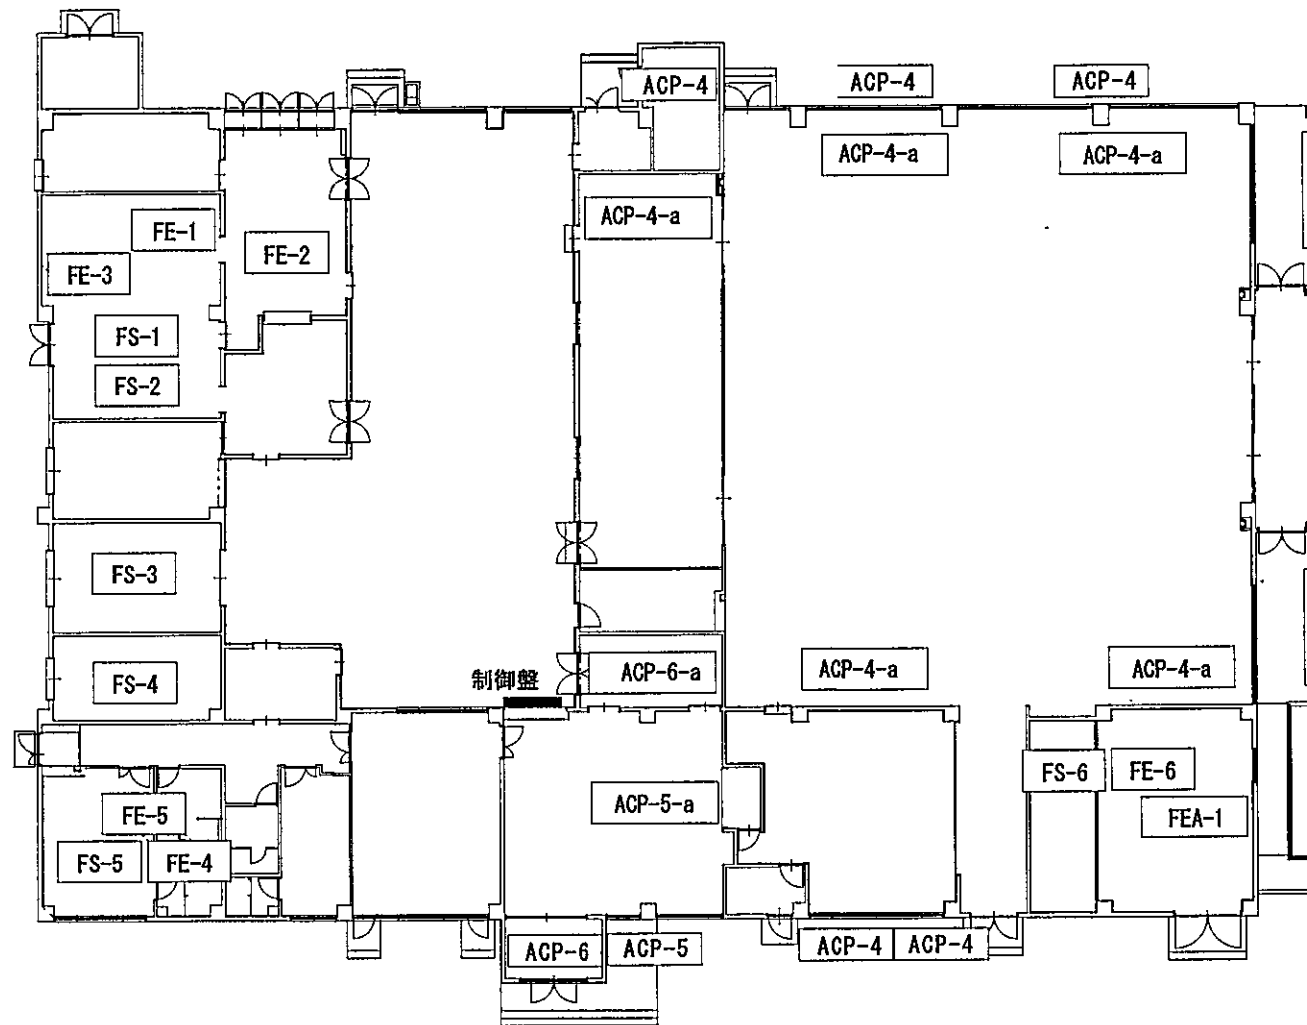 ACP-4
ACP-4
ACP-4
ACP-4-a
ACP-4-a
ACP-4-a
FE-1
FE-2
FE-3
FS-1
FS-2
FS-3
FS-4
制御盤
ACP-6-a
ACP-4-a
ACP-4-a
FS-6
FE-6
ACP-5-a
FE-5
FEA-1
FS-5
FE-4
ACP-6
ACP-5
ACP-4
ACP-4